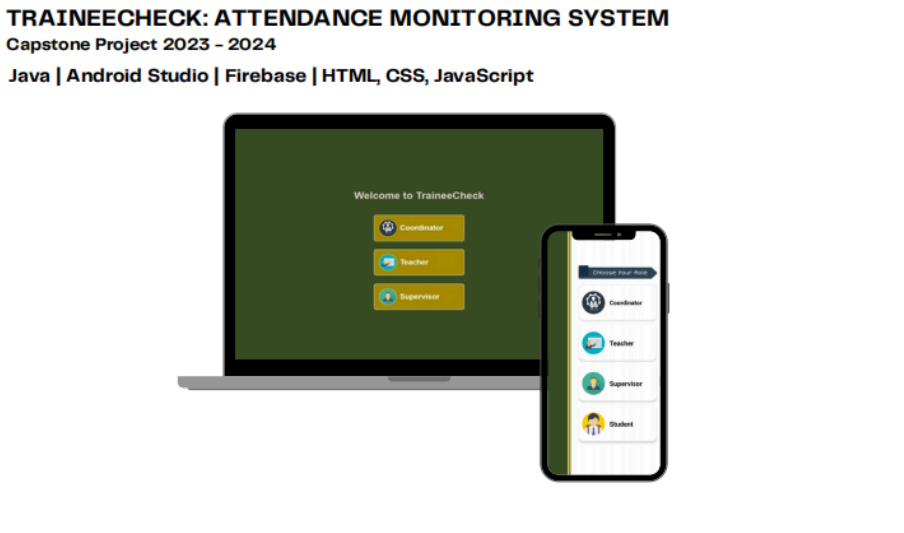 TRAINEECHECK: ATTENDANCE MONITORING SYSTEM
Capstone Project 2023 – 2024
Java | Android Studio | Firebase | HTML, CSS, JavaScript
Welcome to TraineeCheck
Coordinator
Teacher
Supervisor
Choose Your Role
Coordinator
Teacher
Supervisor
Student